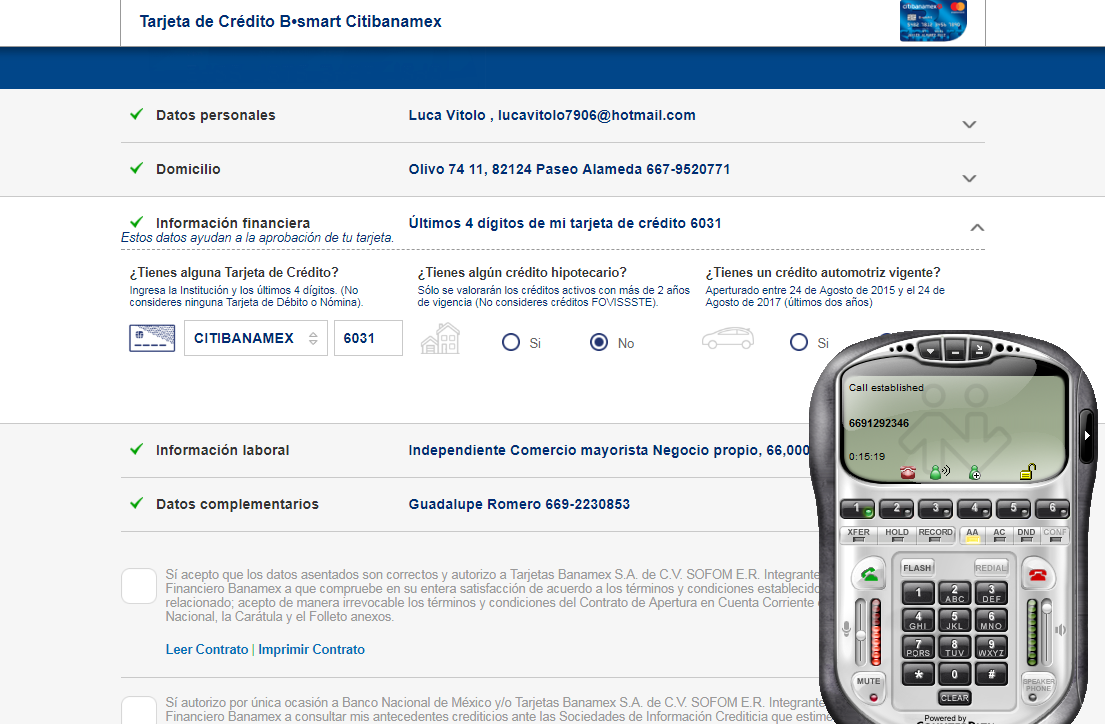 Tarjeta de Crédito B•smart Citibanamex
citibanamex
Datos personales Luca Vitolo , lucavitolo7906@hotmail.com
Domicilio Olivo 74 11, 82124 Paseo Alameda 667-9520771
Información financiera Últimos 4 dígitos de mi tarjeta de crédito 6031
Estos datos ayudan a la aprobación de tu tarjeta.
¿Tienes alguna Tarjeta de Crédito? ¿Tienes algún crédito hipotecario? ¿Tienes un crédito automotriz vigente?
Ingresa la Institución y los últimos 4 dígitos. (No Sólo se valorarán los créditos activos con más de 2 años Aperturado entre 24 de Agosto de 2015 y el 24 de
consideres ninguna Tarjeta de Débito o Nómina). de vigencia (No consideres créditos FOVISSSTE). Agosto de 2017 (últimos dos años)
CITIBANAMEX 6031 Si No Si
Call established
6691292346
0:15:19
Información laboral Independiente Comercio mayorista Negocio propio, 66,000
Datos complementarios Guadalupe Romero 669-2230853
1 2 3 4 5 6
XFER HOLD RECORD AA AC DND CONF
Sí acepto que los datos asentados son correctos y autorizo a Tarjetas Banamex S.A. de C.V. SOFOM E.R. Integrante
Financiero Banamex a que compruebe en su entera satisfacción de acuerdo a los términos y condiciones establecido
relacionado; acepto de manera irrevocable los términos y condiciones del Contrato de Apertura en Cuenta Corriente
Nacional, la Carátula y el Folleto anexos.
Leer Contrato | Imprimir Contrato
FLASH REDIAL
1 2 ABC 3 DEF
4 GHI 5 JKL 6 MNO
7 PQRS 8 TUV 9 WXYZ
* 0 #
MUTE CLEAR SPEAKER PHONE
Sí autorizo por única ocasión a Banco Nacional de México y/o Tarjetas Banamex S.A. de C.V. SOFOM E.R. Integrante
Financiero Banamex a consultar mis antecedentes crediticios ante las Sociedades de Información Crediticia que estime
Powered by